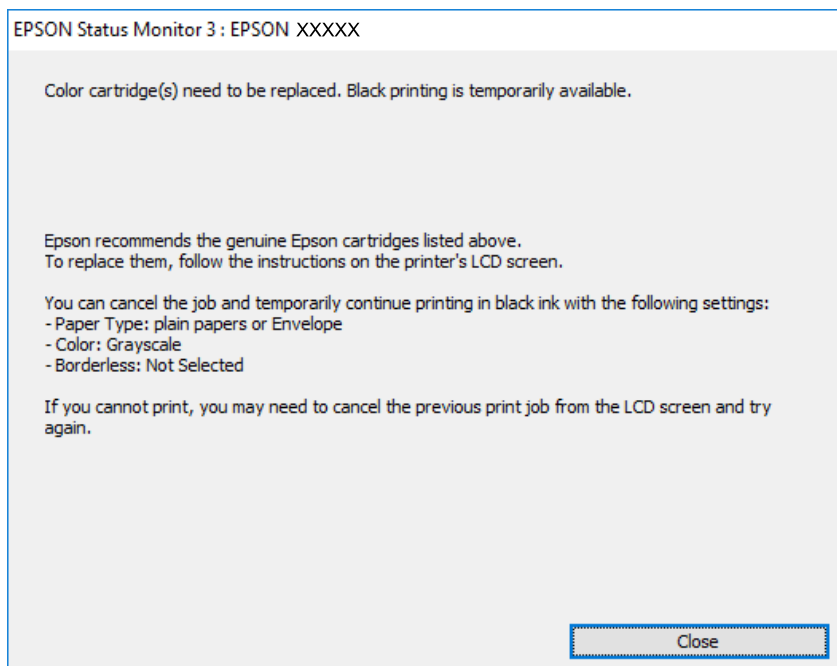 EPSON Status Monitor 3 : EPSON XXXXX
Color cartridge(s) need to be replaced. Black printing is temporarily available.
Epson recommends the genuine Epson cartridges listed above.
To replace them, follow the instructions on the printer's LCD screen.
You can cancel the job and temporarily continue printing in black ink with the following settings:
- Paper Type: plain papers or Envelope
- Color: Grayscale
- Borderless: Not Selected
If you cannot print, you may need to cancel the previous print job from the LCD screen and try
again.
Close